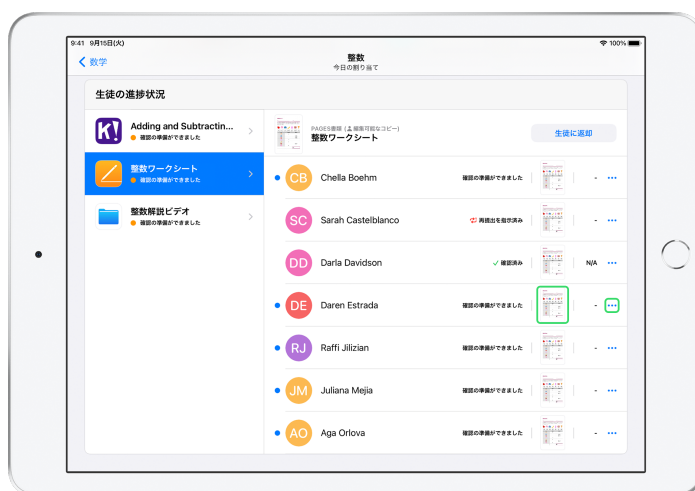 9:41 9月15日(火)
100%
数学
整数
今日の割り当て
生徒の進捗状況
K!
Adding and Subtractin...
確認の準備ができました
整数ワークシート
確認の準備ができました
整数解説ビデオ
確認の準備ができました
PAGES書類 (編集可能なコピー)
整数ワークシート
生徒に返却
CB Chella Boehm 確認の準備ができました -
SC Sarah Castelblanco 再提出を指示済み -
DD Darla Davidson 確認済み N/A
DE Daren Estrada 確認の準備ができました -
RJ Raffi Jilizian 確認の準備ができました -
JM Juliana Mejia 確認の準備ができました -
AO Aga Orlova 確認の準備ができました -